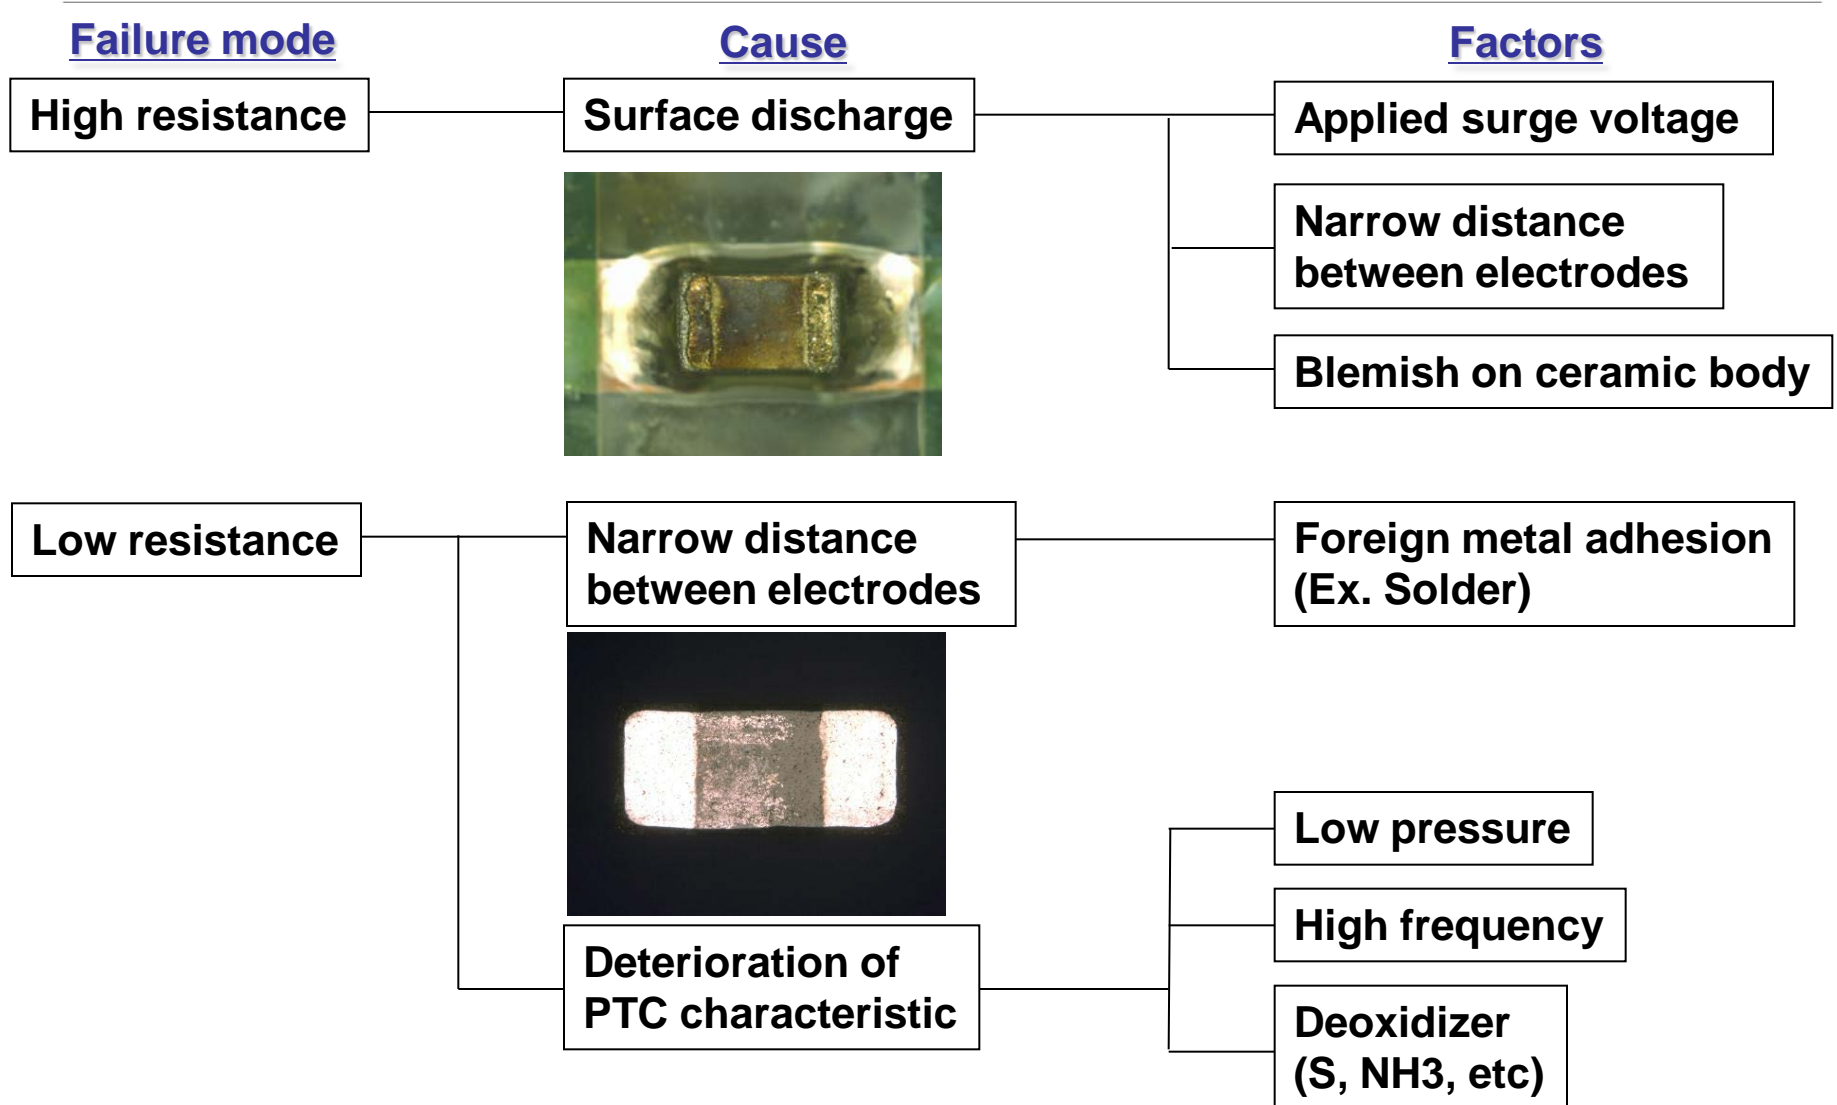 Failure mode
Cause
Factors
High resistance
Surface discharge
Applied surge voltage
Narrow distance
between electrodes
Blemish on ceramic body
Low resistance
Narrow distance
between electrodes
Foreign metal adhesion
(Ex. Solder)
Deterioration of
PTC characteristic
Low pressure
High frequency
Deoxidizer
(S, NH3, etc)